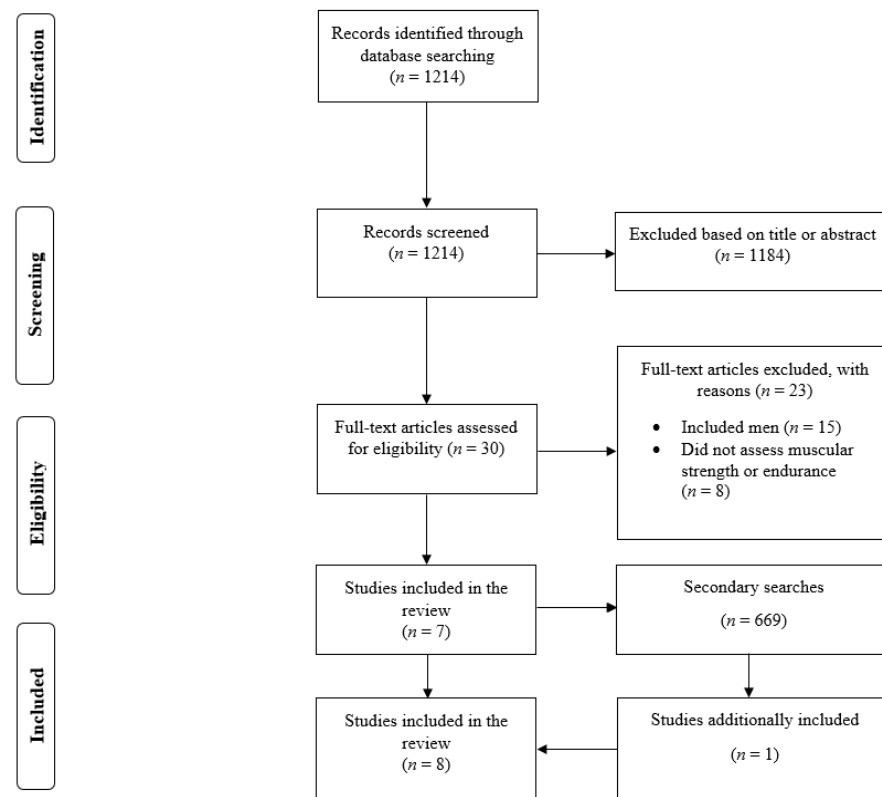 Identification
Records identified through
database searching
(n = 1214)
Screening
Records screened
(n = 1214)
Excluded based on title or abstract
(n = 1184)
Eligibility
Full-text articles assessed
for eligibility (n = 30)
Full-text articles excluded, with
reasons (n = 23)
• Included men (n = 15)
• Did not assess muscular
strength or endurance
(n = 8)
Studies included in the
review
(n = 7)
Secondary searches
(n = 669)
Included
Studies included in the
review
(n = 8)
Studies additionally included
(n = 1)